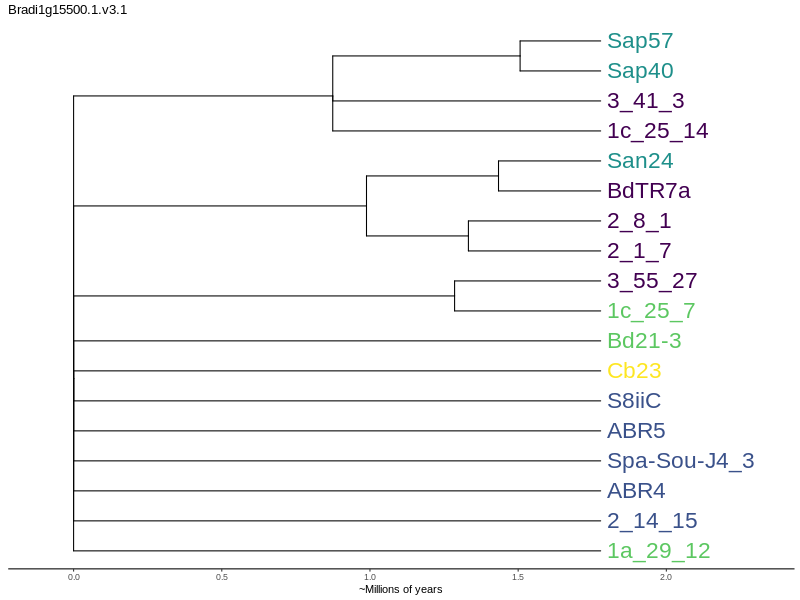 Bradi1g15500.1.v3.1
Sap57
Sap40
3_41_3
1c_25_14
San24
BdTR7a
2_8_1
2_1_7
3_55_27
1c_25_7
Bd21-3
Cb23
S8iiC
ABR5
Spa-Sou-J4_3
ABR4
2_14_15
1a_29_12
0.0 0.5 1.0 1.5 2.0
~Millions of years